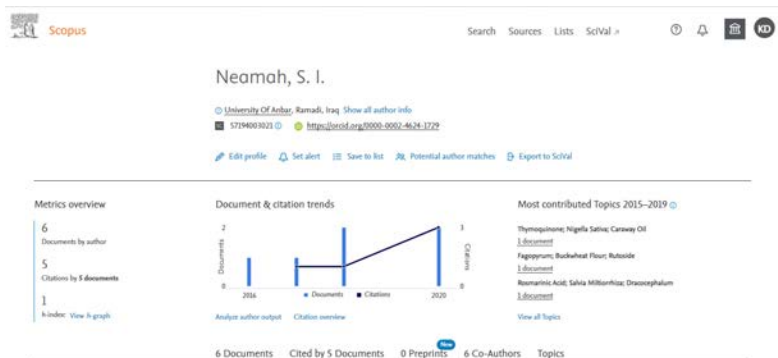 Scopus
Search Sources Lists SciVal ↗
KD
Neamah, S. I.
University Of Anbar, Ramadi, Iraq Show all author info
SC 57194003021 https://orcid.org/0000-0002-4624-1729
Edit profile Set alert Save to list Potential author matches Export to SciVal
Metrics overview
6
Documents by author
5
Citations by 5 documents
1
h-index: View h-graph
Document & citation trends
2
3
Documents
Citations
0
0
2016
2020
Documents Citations
Analyze author output Citation overview
Most contributed Topics 2015–2019
Thymoquinone; Nigella Sativa; Caraway Oil
1 document
Fagopyrum; Buckwheat Flour; Rutoside
1 document
Rosmarinic Acid; Salvia Miltiorrhiza; Dracocephalum
1 document
View all Topics
New
6 Documents Cited by 5 Documents 0 Preprints 6 Co-Authors Topics